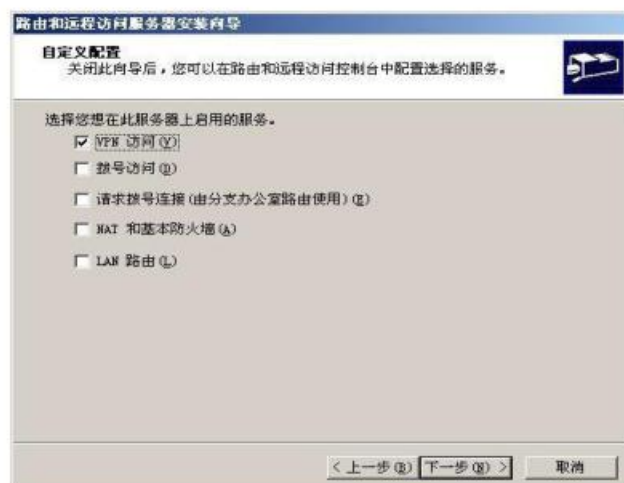 路由和远程访问服务器安装向导
自定义配置
关闭此向导后，您可以在路由和远程访问控制台中配置选择的服务。
选择您想在此服务器上启用的服务。
VPN 访问(V)
拨号访问(D)
请求拨号连接(由分支办公室路由使用)(E)
NAT 和基本防火墙(A)
LAN 路由(L)
< 上一步(B) 下一步(N) > 取消